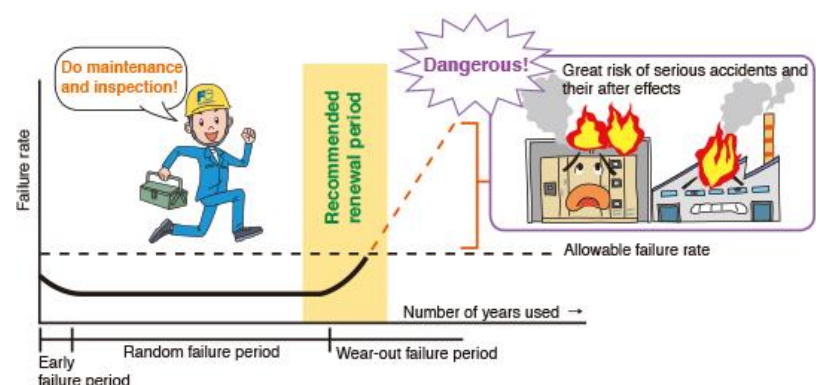 Do maintenance
and inspection!
Dangerous!
Great risk of serious accidents and
their after effects
Failure rate
Recommended
renewal period
Allowable failure rate
Number of years used →
Random failure period
Wear-out failure period
Early
failure period